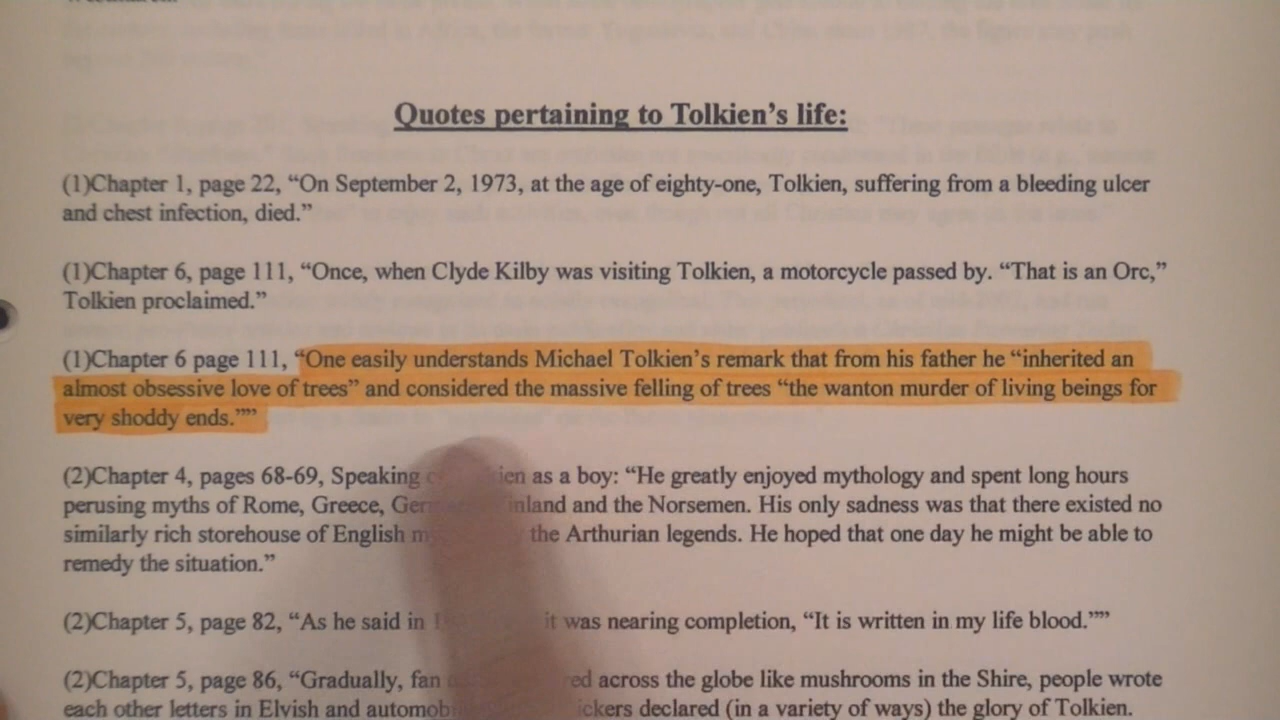 Quotes pertaining to Tolkien's life:
(1)Chapter 1, page 22, “On September 2, 1973, at the age of eighty-one, Tolkien, suffering from a bleeding ulcer
and chest infection, died.”
(1)Chapter 6, page 111, “Once, when Clyde Kilby was visiting Tolkien, a motorcycle passed by. “That is an Orc,”
Tolkien proclaimed.”
(1)Chapter 6 page 111, “One easily understands Michael Tolkien’s remark that from his father he “inherited an
almost obsessive love of trees” and considered the massive felling of trees “the wanton murder of living beings for
very shoddy ends.””
(2)Chapter 4, pages 68-69, Speaking as a boy: “He greatly enjoyed mythology and spent long hours
perusing myths of Rome, Greece, and the Norsemen. His only sadness was that there existed no
similarly rich storehouse of English the Arthurian legends. He hoped that one day he might be able to
remedy the situation.”
(2)Chapter 5, page 82, “As he said in it was nearing completion, “It is written in my life blood.””
(2)Chapter 5, page 86, “Gradually, fan across the globe like mushrooms in the Shire, people wrote
each other letters in Elvish and declared (in a variety of ways) the glory of Tolkien.